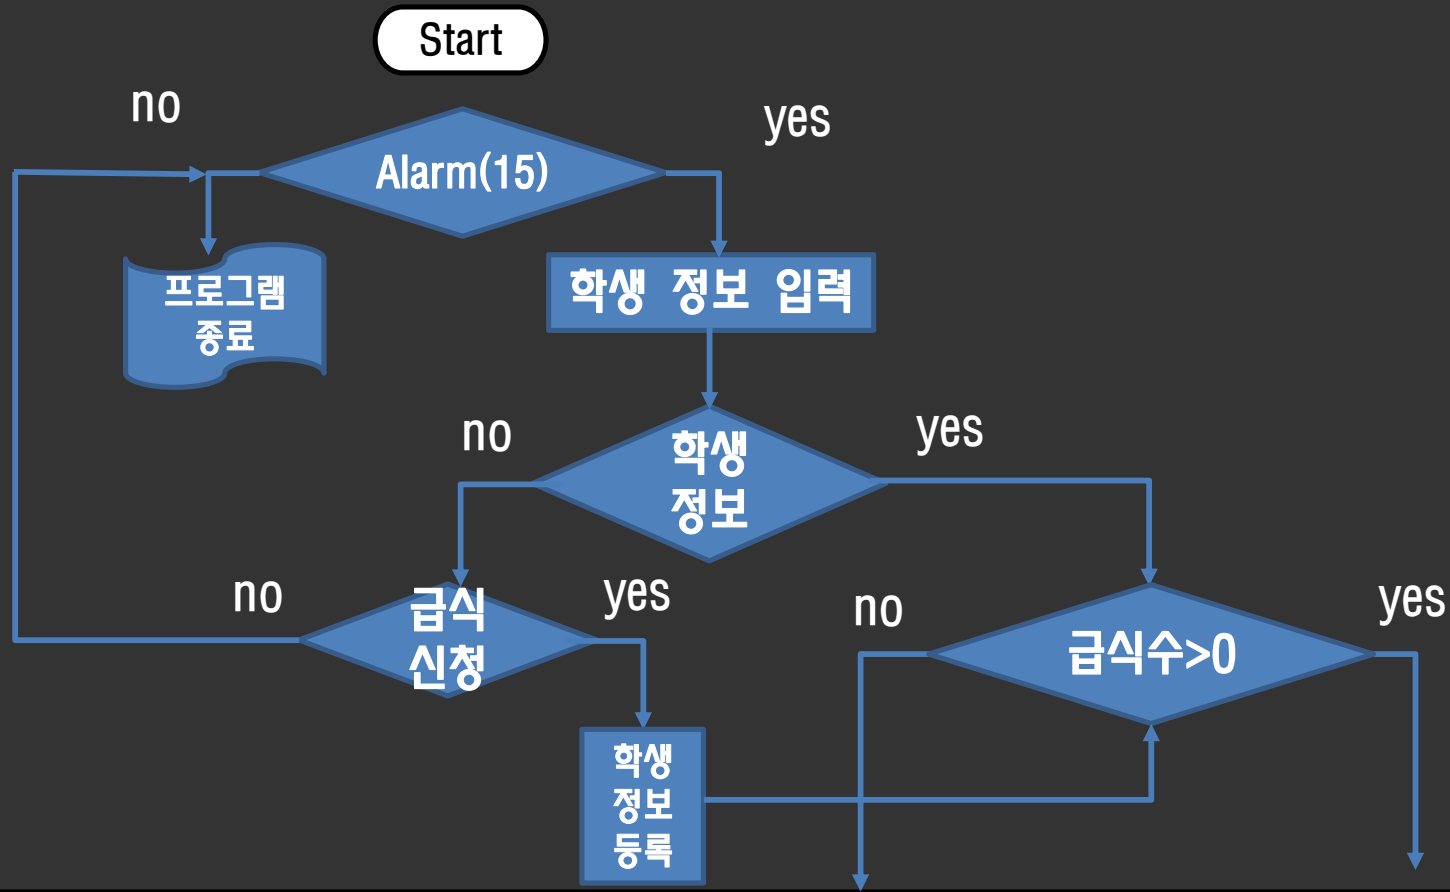 Start
no
yes
Alarm(15)
프로그램
종료
학생 정보 입력
no
yes
학생
정보
no
yes
급식
신청
no
yes
급식수>0
학생
정보
등록